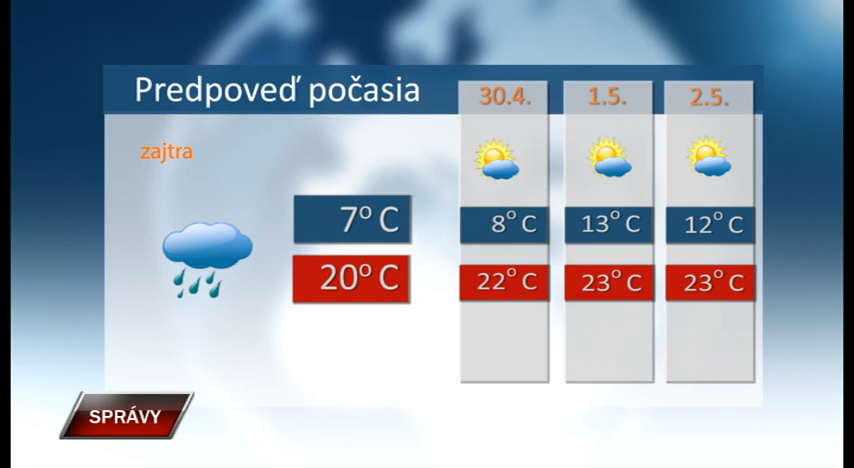 Predpoveď počasia
zajtra
7° C
20° C
30.4.
8° C
22° C
1.5.
13° C
23° C
2.5.
12° C
23° C
SPRÁVY